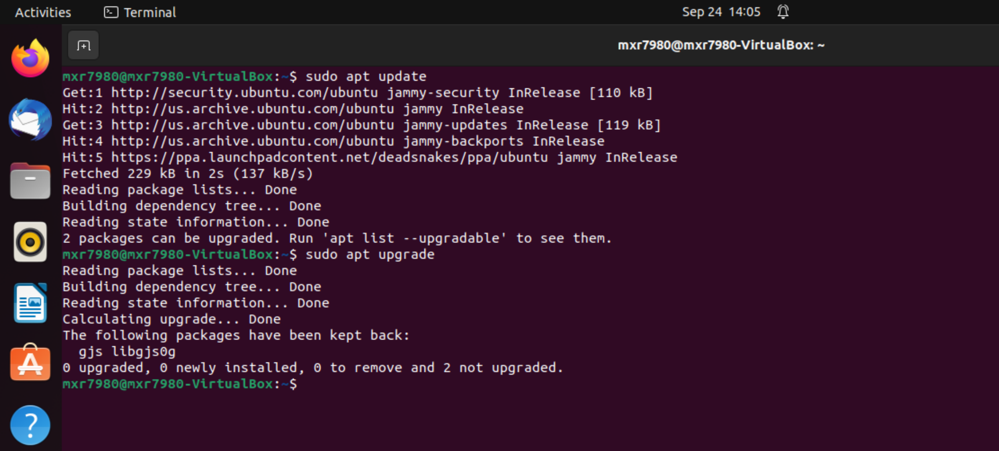 Activities
Terminal
Sep 24 14:05
mxr7980@mxr7980-VirtualBox: ~
mxr7980@mxr7980-VirtualBox:~$ sudo apt update
Get:1 http://security.ubuntu.com/ubuntu jammy-security InRelease [110 kB]
Hit:2 http://us.archive.ubuntu.com/ubuntu jammy InRelease
Get:3 http://us.archive.ubuntu.com/ubuntu jammy-updates InRelease [119 kB]
Hit:4 http://us.archive.ubuntu.com/ubuntu jammy-backports InRelease
Hit:5 https://ppa.launchpadcontent.net/deadsnakes/ppa/ubuntu jammy InRelease
Fetched 229 kB in 2s (137 kB/s)
Reading package lists... Done
Building dependency tree... Done
Reading state information... Done
2 packages can be upgraded. Run 'apt list --upgradable' to see them.
mxr7980@mxr7980-VirtualBox:~$ sudo apt upgrade
Reading package lists... Done
Building dependency tree... Done
Reading state information... Done
Calculating upgrade... Done
The following packages have been kept back:
  gjs libgjs0g
0 upgraded, 0 newly installed, 0 to remove and 2 not upgraded.
mxr7980@mxr7980-VirtualBox:~$